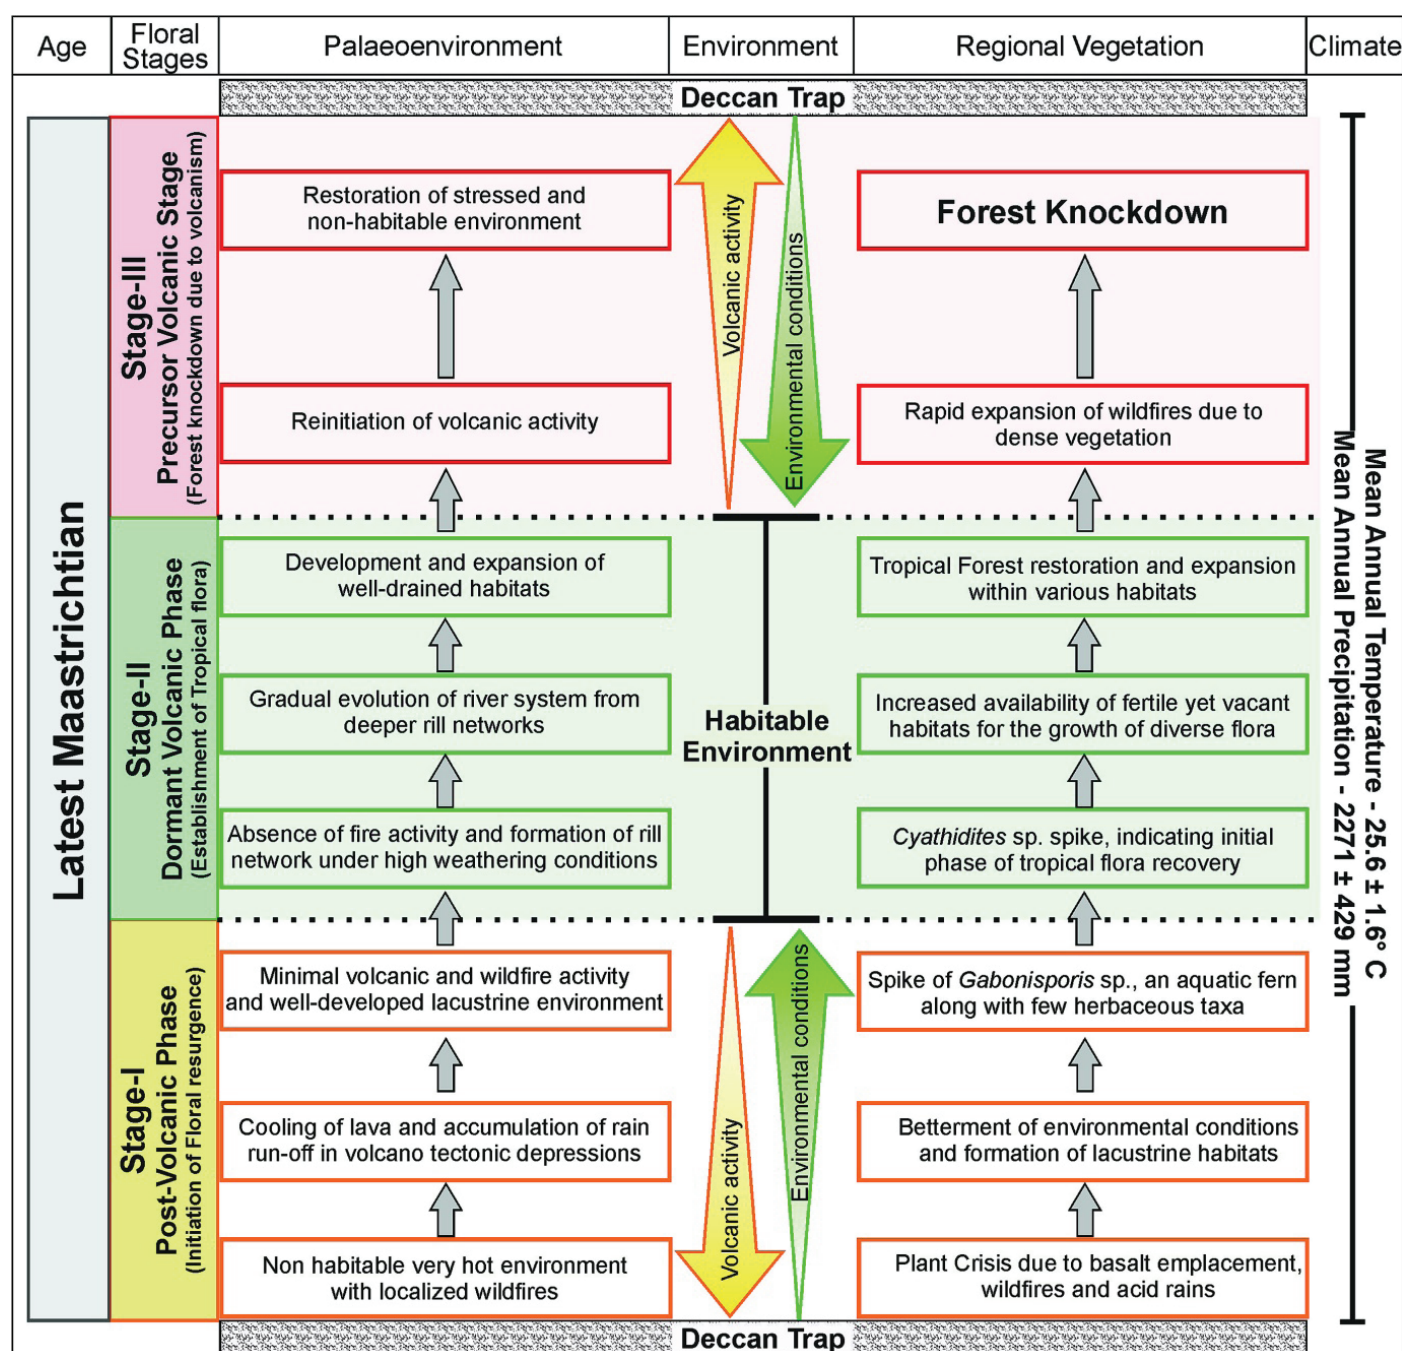 Age
Floral
Stages
Palaeoenvironment
Environment
Regional Vegetation
Climate
Deccan Trap
Latest Maastrichtian
Stage-III
Precursor Volcanic Stage
(Forest knockdown due to volcanism)
Restoration of stressed and
non-habitable environment
Reinitiation of volcanic activity
Volcanic activity
Environmental conditions
Forest Knockdown
Rapid expansion of wildfires due to
dense vegetation
Stage-II
Dormant Volcanic Phase
(Establishment of Tropical flora)
Development and expansion of
well-drained habitats
Gradual evolution of river system from
deeper rill networks
Absence of fire activity and formation of rill
network under high weathering conditions
Habitable
Environment
Tropical Forest restoration and expansion
within various habitats
Increased availability of fertile yet vacant
habitats for the growth of diverse flora
Cyathidites sp. spike, indicating initial
phase of tropical flora recovery
Stage-I
Post-Volcanic Phase
(Initiation of Floral resurgence)
Minimal volcanic and wildfire activity
and well-developed lacustrine environment
Cooling of lava and accumulation of rain
run-off in volcano tectonic depressions
Non habitable very hot environment
with localized wildfires
Volcanic activity
Environmental conditions
Spike of Gabonisporis sp., an aquatic fern
along with few herbaceous taxa
Betterment of environmental conditions
and formation of lacustrine habitats
Plant Crisis due to basalt emplacement,
wildfires and acid rains
Mean Annual Temperature - 25.6 ± 1.6° C
Mean Annual Precipitation - 2271 ± 429 mm
Deccan Trap